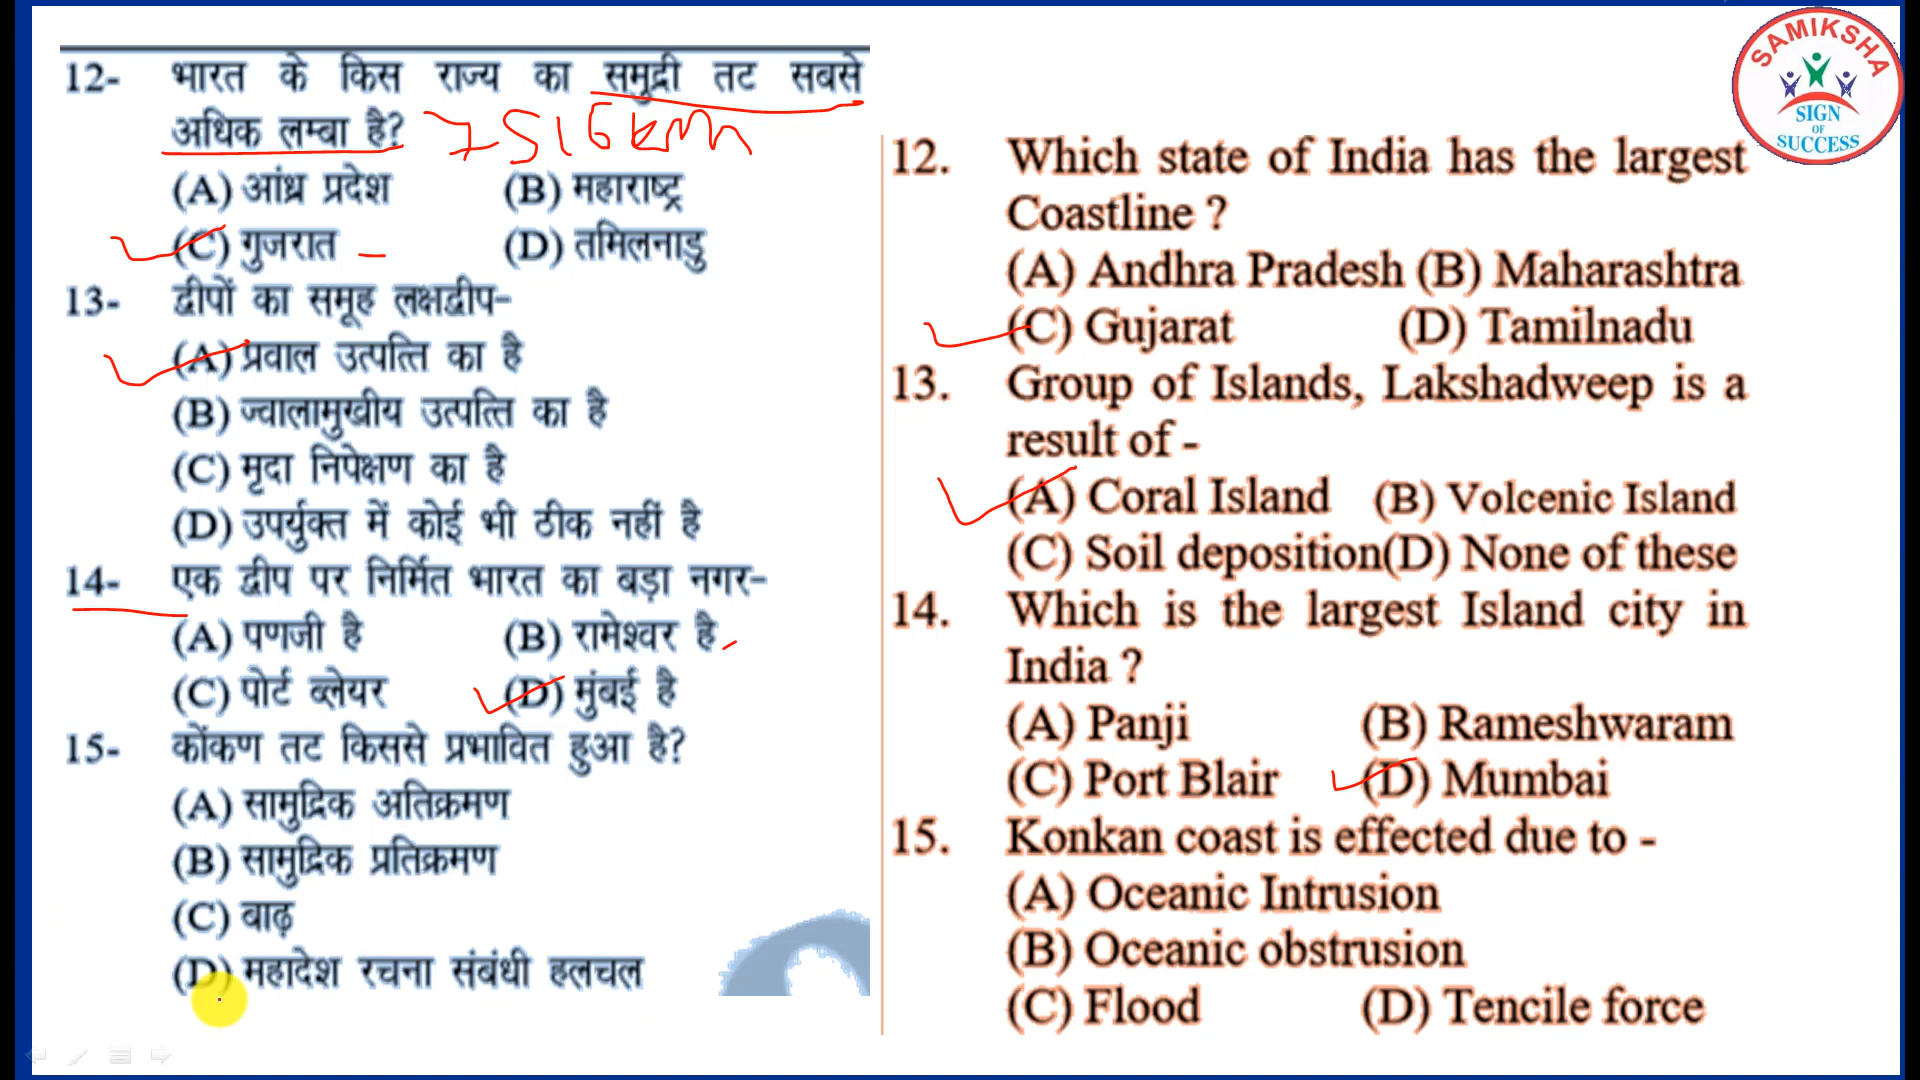 12- भारत के किस राज्य का समुद्री तट सबसे
अधिक लम्बा है? 7516 km
(A) आंध्र प्रदेश (B) महाराष्ट्र
(C) गुजरात (D) तमिलनाडु
13- द्वीपों का समूह लक्षद्वीप-
(A) प्रवाल उत्पत्ति का है
(B) ज्वालामुखीय उत्पत्ति का है
(C) मृदा निपेक्षण का है
(D) उपर्युक्त में कोई भी ठीक नहीं है
14- एक द्वीप पर निर्मित भारत का बड़ा नगर-
(A) पणजी है (B) रामेश्वर है
(C) पोर्ट ब्लेयर (D) मुंबई है
15- कोंकण तट किससे प्रभावित हुआ है?
(A) सामुद्रिक अतिक्रमण
(B) सामुद्रिक प्रतिक्रमण
(C) बाढ़
(D) महादेश रचना संबंधी हलचल
12. Which state of India has the largest
Coastline ?
(A) Andhra Pradesh (B) Maharashtra
(C) Gujarat (D) Tamilnadu
13. Group of Islands, Lakshadweep is a
result of -
(A) Coral Island (B) Volcenic Island
(C) Soil deposition(D) None of these
14. Which is the largest Island city in
India ?
(A) Panji (B) Rameshwaram
(C) Port Blair (D) Mumbai
15. Konkan coast is effected due to -
(A) Oceanic Intrusion
(B) Oceanic obstrusion
(C) Flood (D) Tencile force
SAMIKSHA
SIGN
OF
SUCCESS